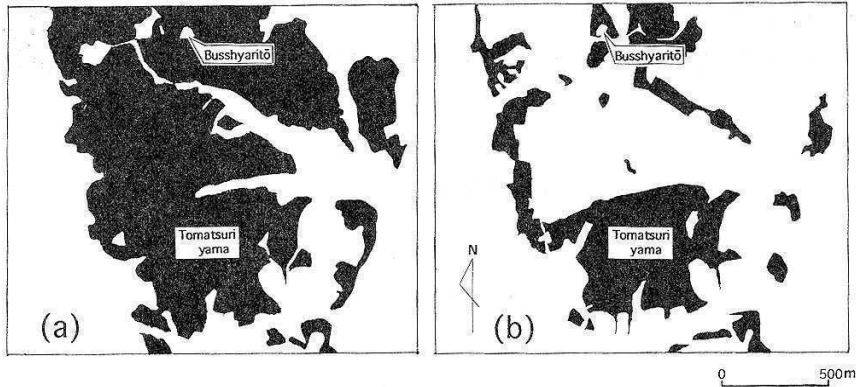 Busshyaritō
Tomatsuri
yama
(a)
Busshyaritō
Tomatsuri
yama
N
(b)
0 500m